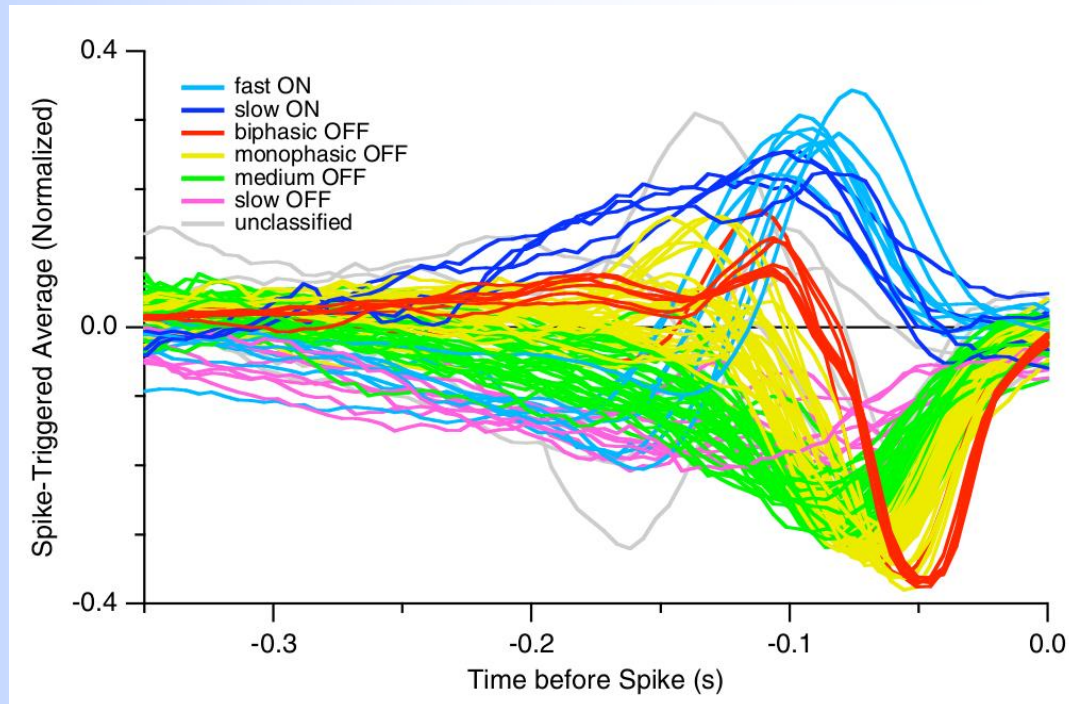 0.4
fast ON
slow ON
biphasic OFF
monophasic OFF
medium OFF
slow OFF
unclassified
Spike-Triggered Average (Normalized)
0.0
-0.4
-0.3 -0.2 -0.1 0.0
Time before Spike (s)